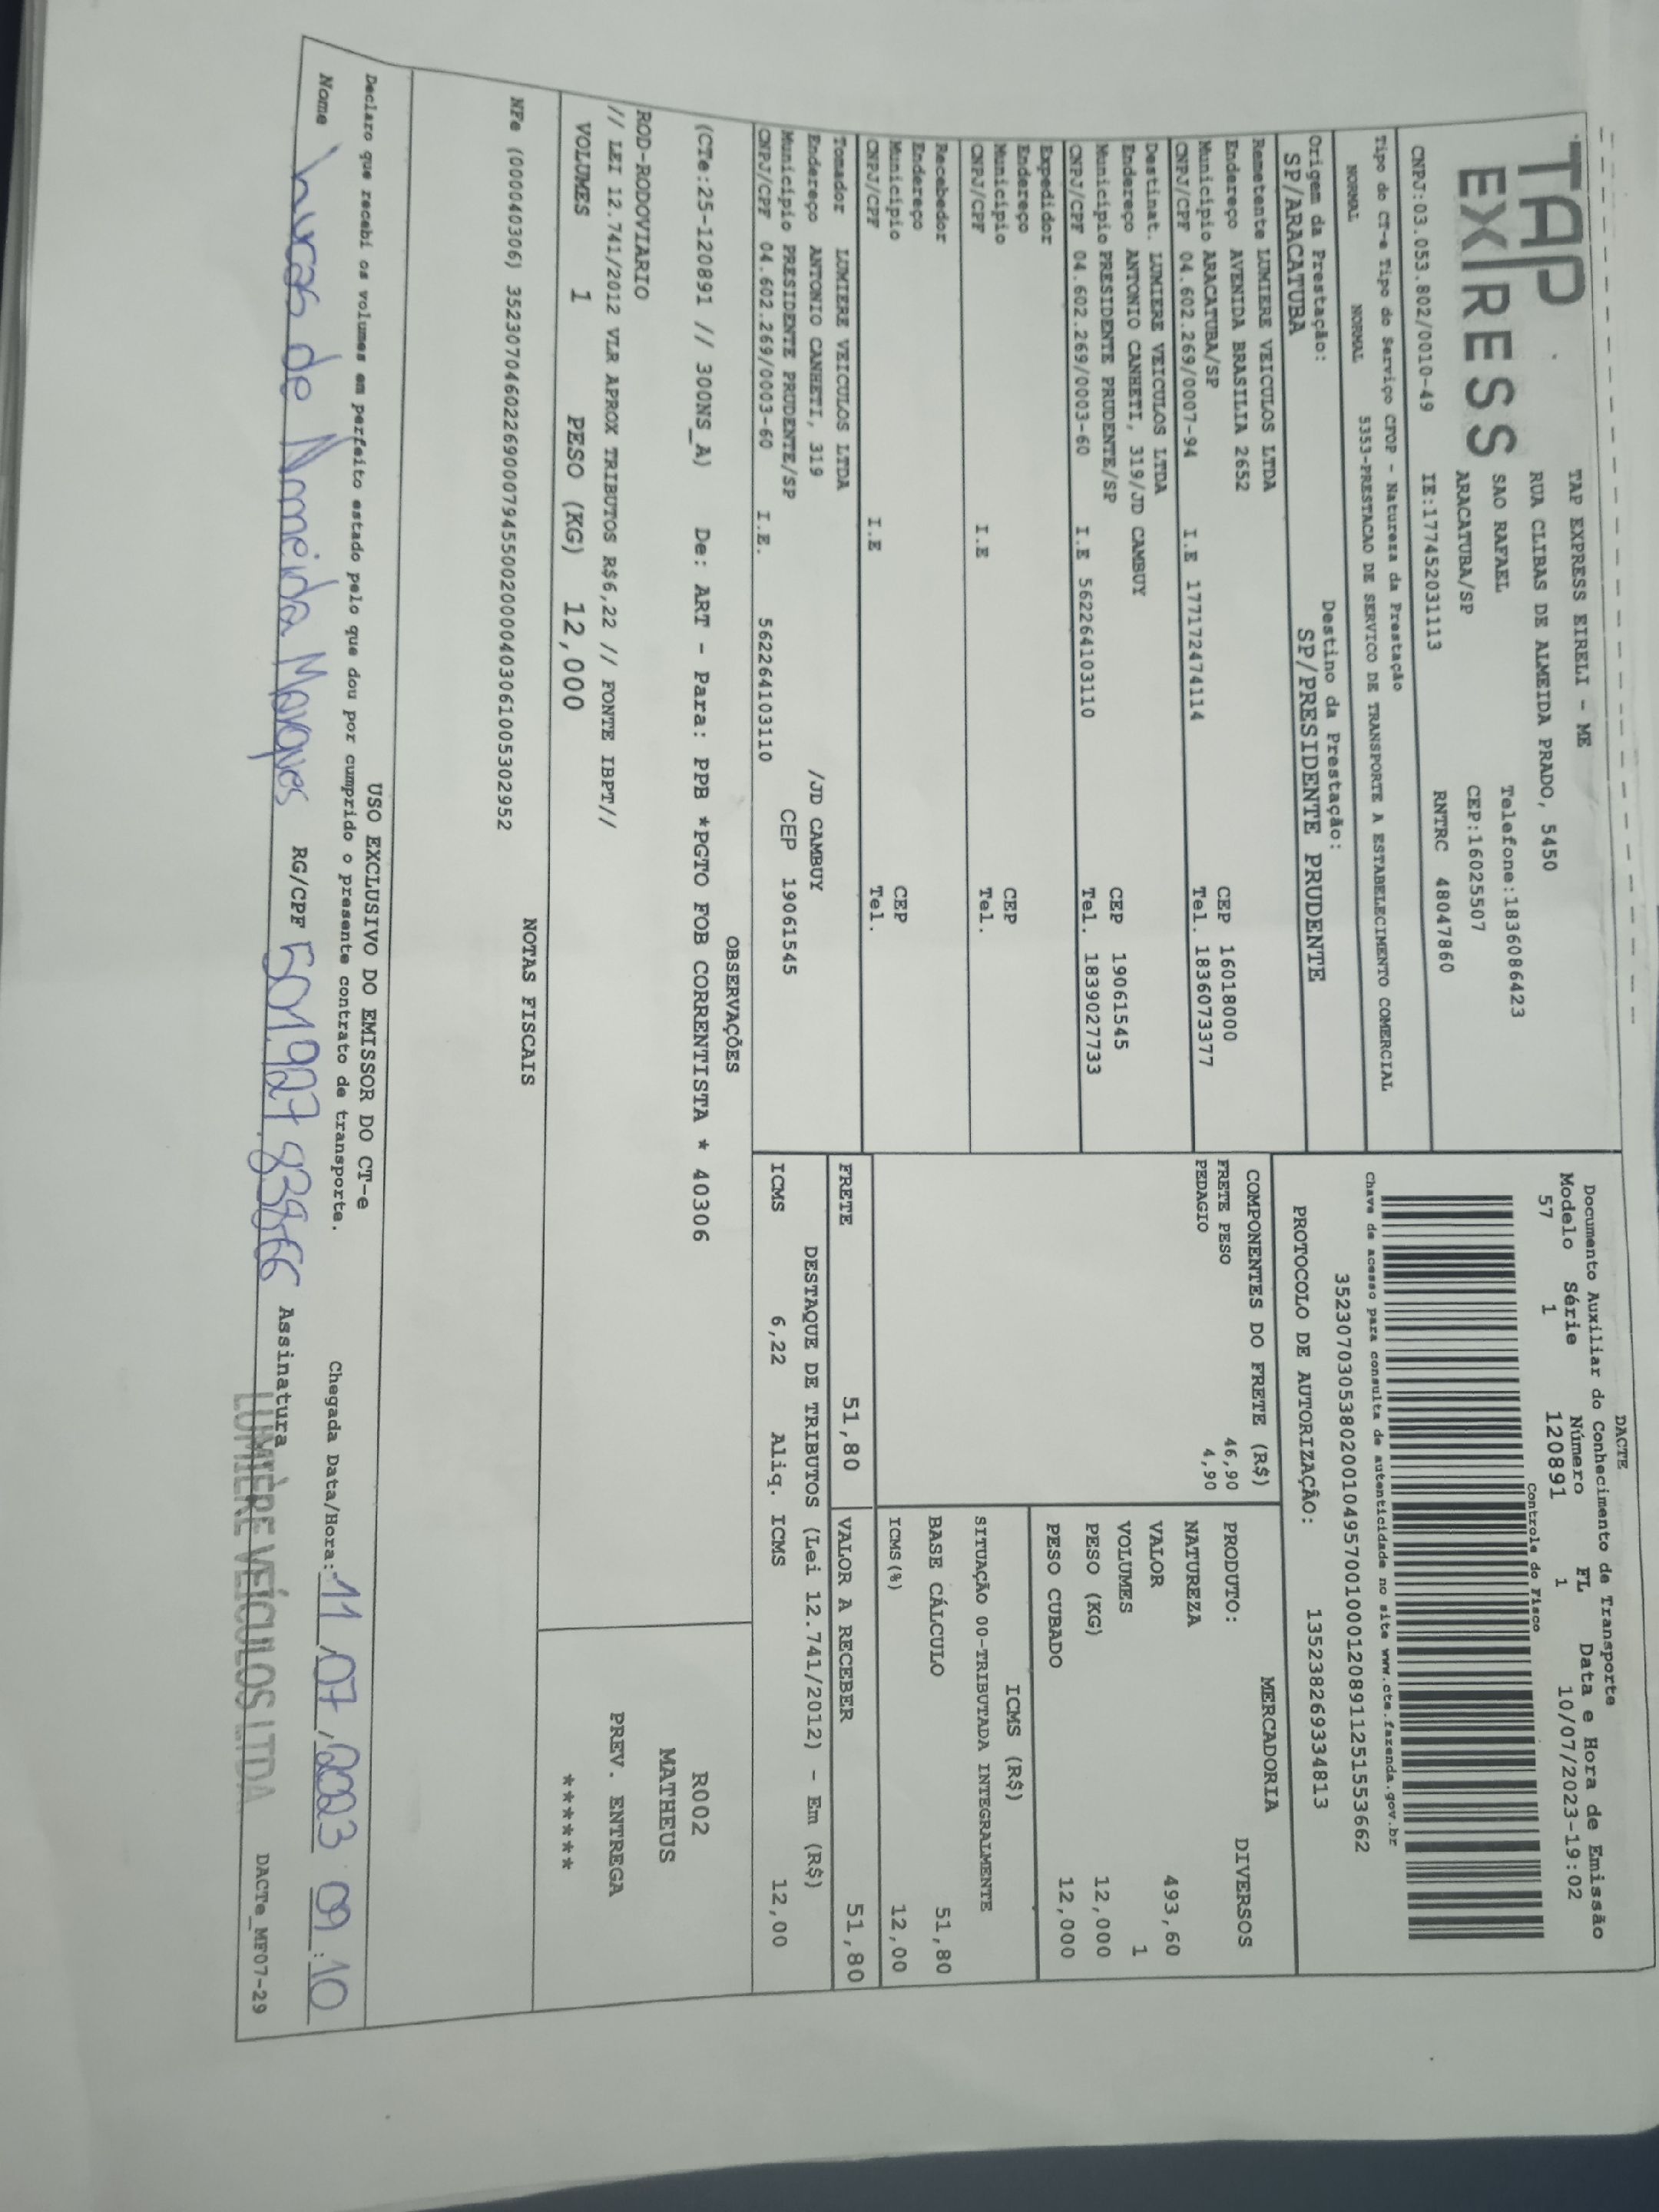 DACTE
TAP EXPRESS
TAP EXPRESS EIRELI - ME
RUA CLIBAS DE ALMEIDA PRADO, 5450
SAO RAFAEL Telefone:1836086423
ARACATUBA/SP CEP:16025507
CNPJ:03.053.802/0010-49 IE:177452031113 RNTRC 48047860
Documento Auxiliar do Conhecimento de Transporte
Modelo Série Número FL Data e Hora de Emissão
57 1 120891 1 10/07/2023-19:02
Controle do Fisco
Chave de acesso para consulta de autenticidade no site www.cte.fazenda.gov.br
35230703053802001049570010001208911251553662
PROTOCOLO DE AUTORIZAÇÃO: 135238269334813
Tipo do CT-e Tipo do Serviço CFOP - Natureza da Prestação
NORMAL NORMAL 5353-PRESTACAO DE SERVICO DE TRANSPORTE A ESTABELECIMENTO COMERCIAL
Origem da Prestação: Destino da Prestação:
SP/ARACATUBA SP/PRESIDENTE PRUDENTE
Remetente LUMIERE VEICULOS LTDA
Endereço AVENIDA BRASILIA 2652 CEP 16018000
Municipio ARACATUBA/SP Tel. 1836073377
CNPJ/CPF 04.602.269/0007-94 I.E 177172474114
Destinat. LUMIERE VEICULOS LTDA
Endereço ANTONIO CANHETI, 319/JD CAMBUY CEP 19061545
Municipio PRESIDENTE PRUDENTE/SP Tel. 1839027733
CNPJ/CPF 04.602.269/0003-60 I.E 562264103110
Expedidor
Endereço
Municipio CEP
CNPJ/CPF I.E Tel.
Recebedor
Endereço
Municipio CEP
CNPJ/CPF I.E Tel.
Tomador LUMIERE VEICULOS LTDA
Endereço ANTONIO CANHETI, 319 /JD CAMBUY
Municipio PRESIDENTE PRUDENTE/SP CEP 19061545
CNPJ/CPF 04.602.269/0003-60 I.E. 562264103110
COMPONENTES DO FRETE (R$)
FRETE PESO 46,90
PEDAGIO 4,90
MERCADORIA
PRODUTO: DIVERSOS
NATUREZA
VALOR 493,60
VOLUMES 1
PESO (KG) 12,000
PESO CUBADO 12,000
ICMS (R$)
SITUAÇÃO 00-TRIBUTADA INTEGRALMENTE
BASE CÁLCULO 51,80
ICMS(%) 12,00
FRETE 51,80 VALOR A RECEBER 51,80
DESTAQUE DE TRIBUTOS (Lei 12.741/2012) - Em (R$)
ICMS 6,22 Aliq. ICMS 12,00
OBSERVAÇÕES
(CTe:25-120891 // 300NS_A) De: ART - Para: PPB *PGTO FOB CORRENTISTA * 40306
ROD-RODOVIARIO
// LEI 12.741/2012 VLR APROX TRIBUTOS R$6,22 // FONTE IBPT//
VOLUMES 1 PESO (KG) 12,000
R002
MATHEUS
PREV. ENTREGA
******
NOTAS FISCAIS
NFe (000040306) 35230704602269000794550020000403061005302952
USO EXCLUSIVO DO EMISSOR DO CT-e
Declaro que recebi os volumes em perfeito estado pelo que dou por cumprido o presente contrato de transporte.
Chegada Data/Hora: 11/07/2023 09:10
Nome Lucas de Almeida Marques RG/CPF 501.927.838-66 Assinatura
LUMIÈRE VEÍCULOS LTDA
DACTe_MF07-29